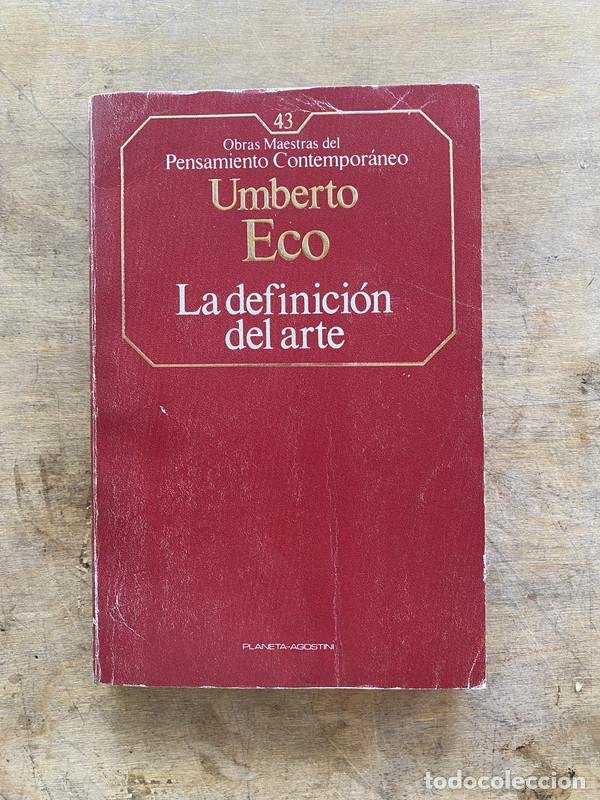 43
Obras Maestras del
Pensamiento Contemporáneo
Umberto
Eco
La definición
del arte
PLANETA-AGOSTINI
todocoleccion